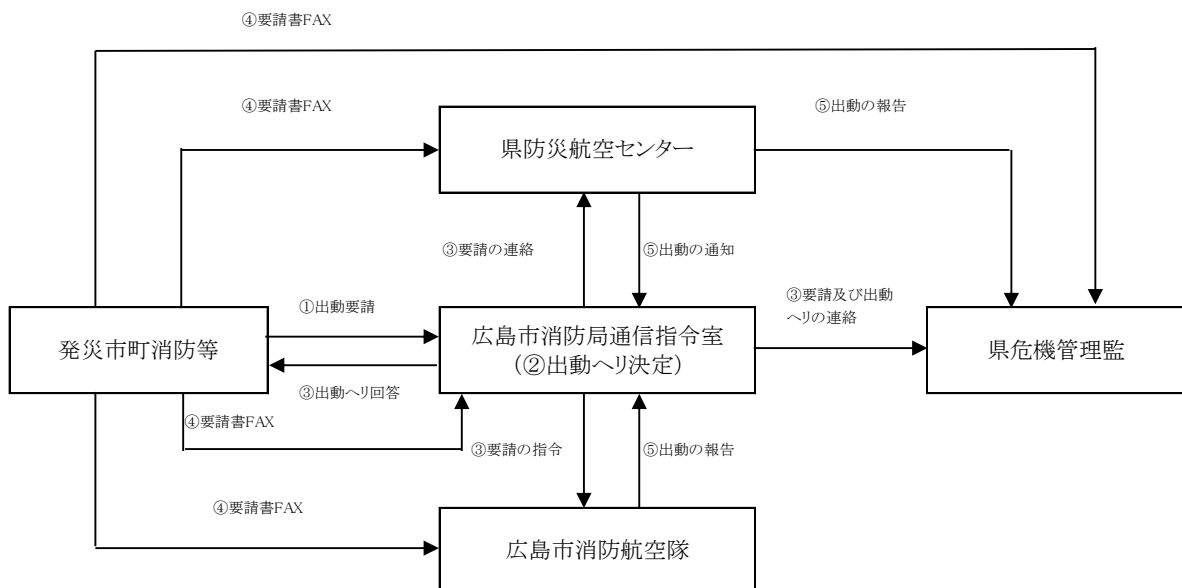 ④要請書FAX
④要請書FAX
⑤出動の報告
県防災航空センター
③要請の連絡
⑤出動の通知
①出動要請
③要請及び出動
ヘリの連絡
発災市町消防等
広島市消防局通信指令室
（②出動ヘリ決定）
県危機管理監
③出動ヘリ回答
④要請書FAX
③要請の指令
⑤出動の報告
④要請書FAX
広島市消防航空隊